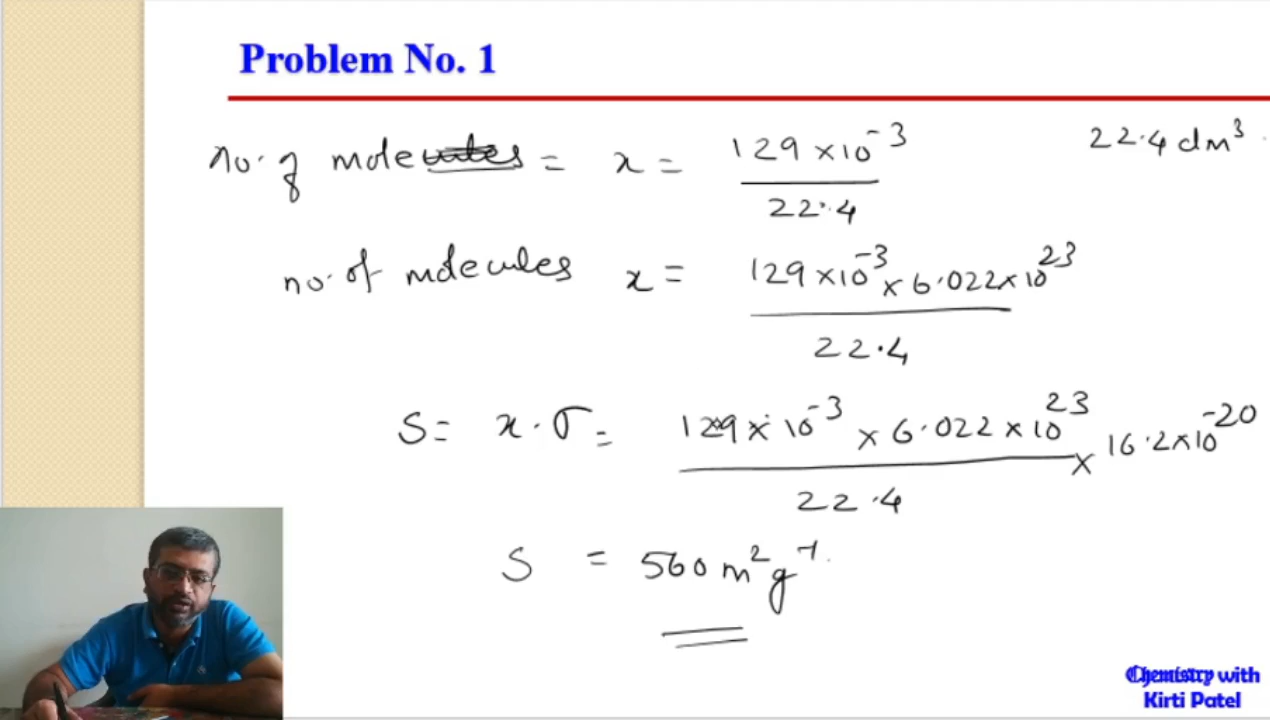 Problem No. 1
no. of molecules = x = 129 × 10⁻³ / 22.4
22.4 dm³.
no. of molecules x = 129 × 10⁻³ × 6.022 × 10²³ / 22.4
S = x · σ = 129 × 10⁻³ × 6.022 × 10²³ / 22.4 × 16.2 × 10⁻²⁰
S = 560 m² g⁻¹.
Chemistry with
Kirti Patel